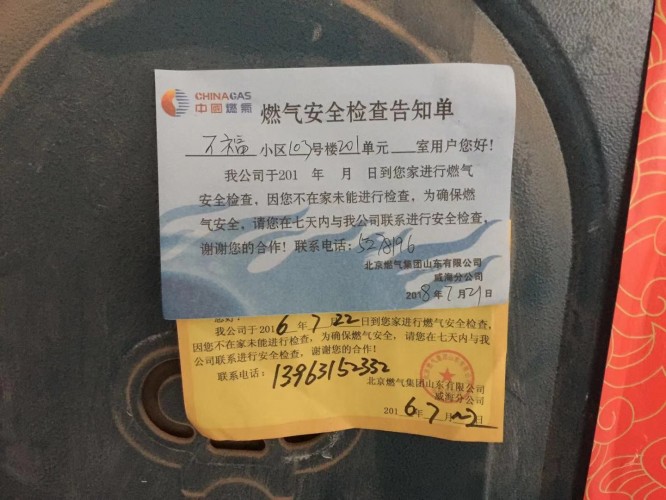 CHINAGAS
中国燃气
燃气安全检查告知单
不福小区103号楼201单元 室用户您好！
我公司于201 年 月 日到您家进行燃气
安全检查，因您不在家未能进行检查，为确保燃
气安全，请您在七天内与我公司联系进行安全检查，
谢谢您的合作！联系电话：5278196
北京燃气集团山东有限公司
威海分公司
2018年7月21日
您好！
我公司于2016年7月22日到您家进行燃气安全检查，
因您不在家未能进行检查，为确保燃气安全，请您在七天内与我
公司联系进行安全检查，谢谢您的合作！
联系电话：13963152332
北京燃气集团山东有限公司
威海分公司
2016年7月22日